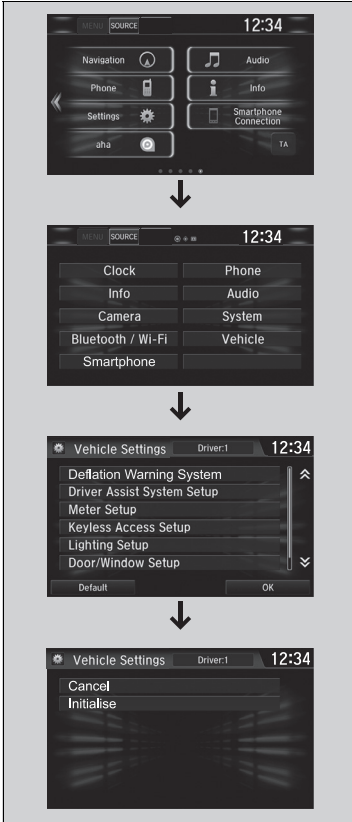 MENU SOURCE 12:34
Navigation Audio
Phone Info
Settings Smartphone Connection
aha TA
MENU SOURCE 12:34
Clock Phone
Info Audio
Camera System
Bluetooth / Wi-Fi Vehicle
Smartphone
Vehicle Settings Driver:1 12:34
Deflation Warning System
Driver Assist System Setup
Meter Setup
Keyless Access Setup
Lighting Setup
Door/Window Setup
Default OK
Vehicle Settings Driver:1 12:34
Cancel
Initialise